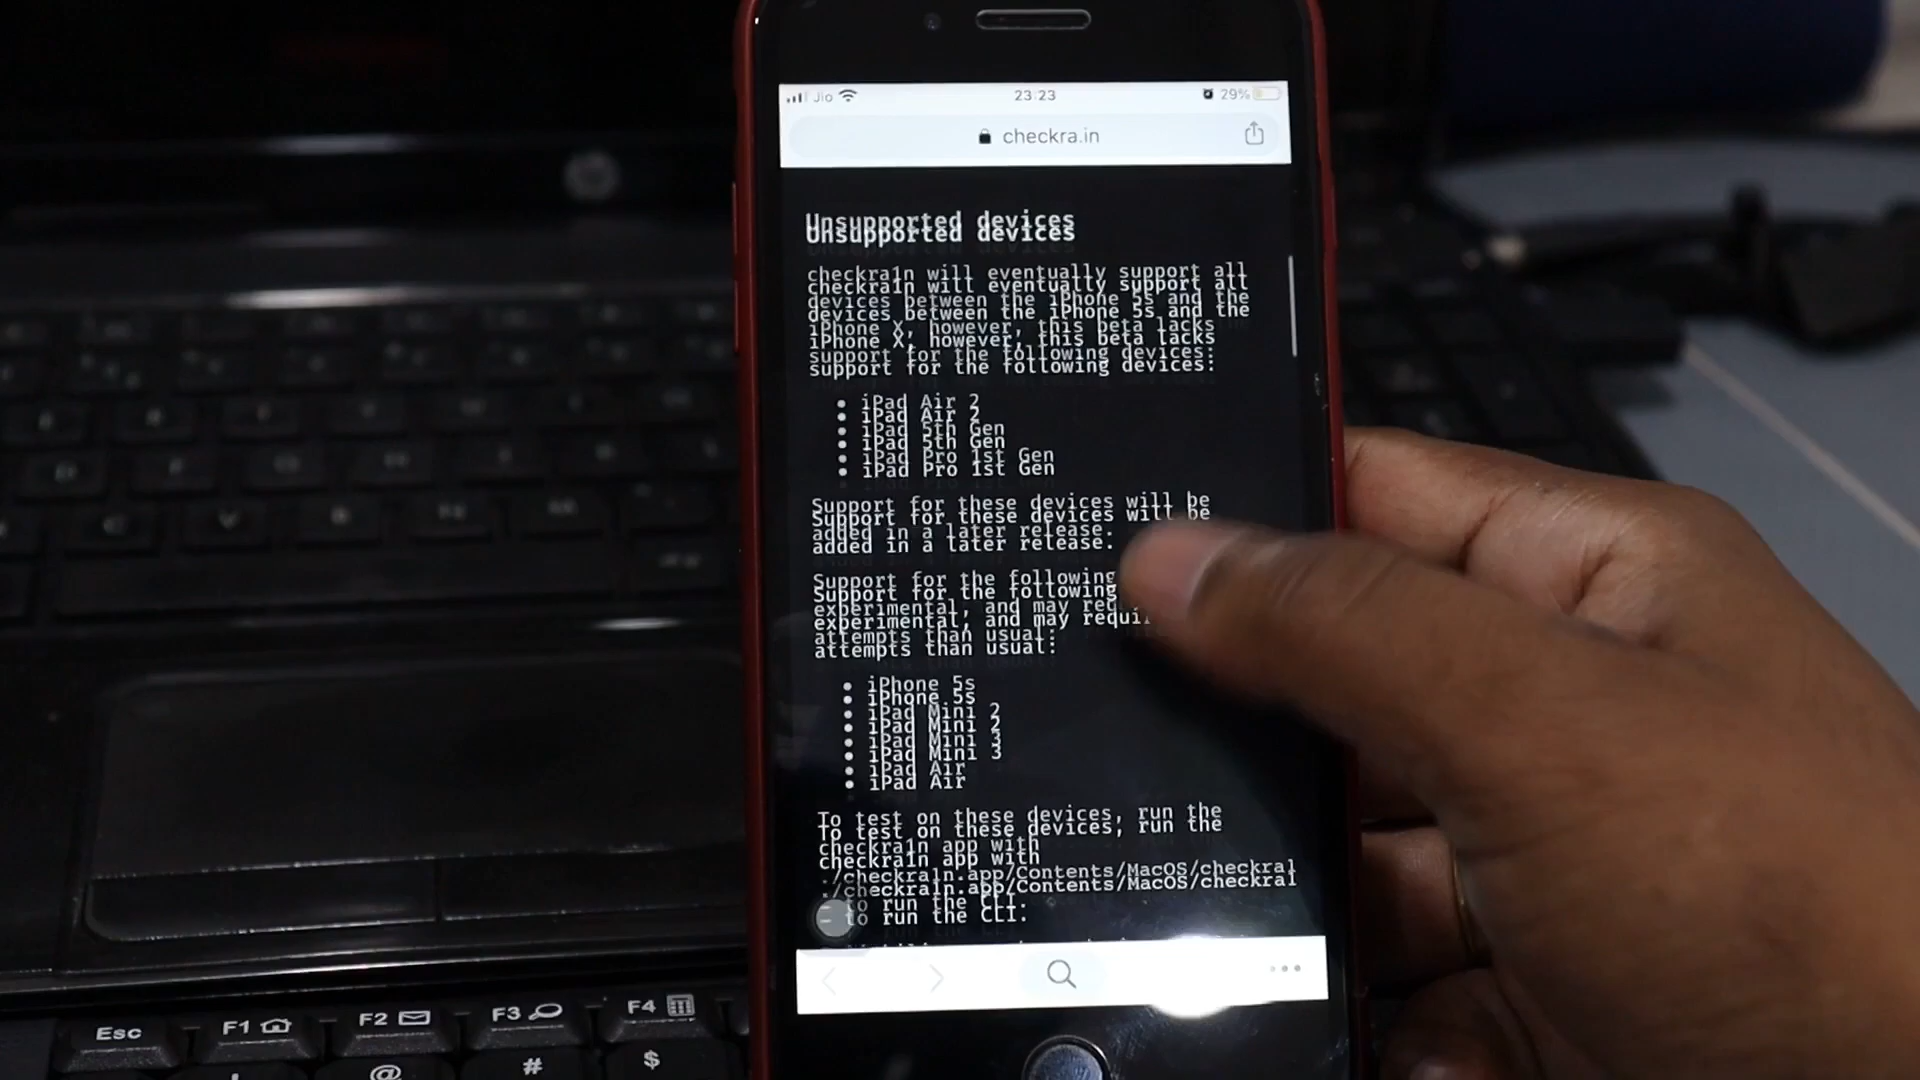 Jio 23:23 29%
checkra.in
Unsupported devices
checkra1n will eventually support all
devices between the iPhone 5s and the
iPhone X, however, this beta lacks
support for the following devices:
• iPad Air 2
• iPad 5th Gen
• iPad Pro 1st Gen
Support for these devices will be
added in a later release.
Support for the following
experimental, and may
attempts than usual:
• iPhone 5s
• iPad Mini 2
• iPad Mini 3
• iPad Air
To test on these devices, run the
checkra1n app with
./checkra1n.app/Contents/MacOS/checkra1
to run the CLI.
Esc F1 F2 F3 F4
@ # $